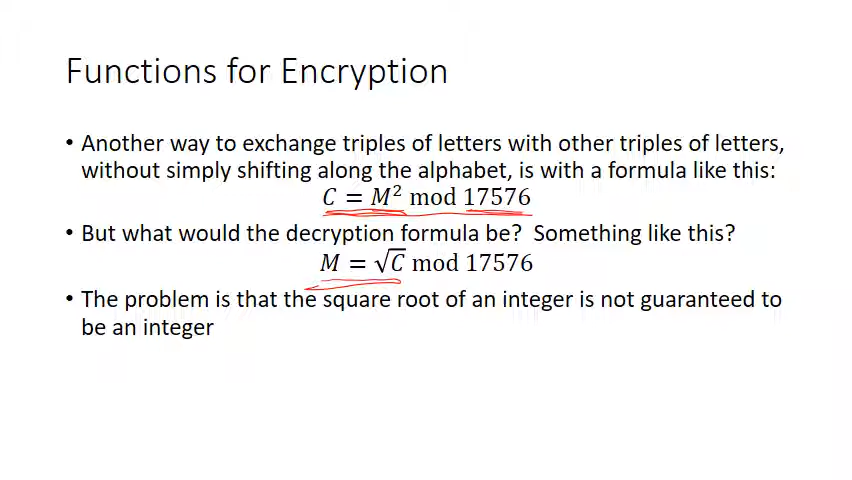 Functions for Encryption
• Another way to exchange triples of letters with other triples of letters,
without simply shifting along the alphabet, is with a formula like this:
C = M² mod 17576
• But what would the decryption formula be? Something like this?
M = √C mod 17576
• The problem is that the square root of an integer is not guaranteed to
be an integer